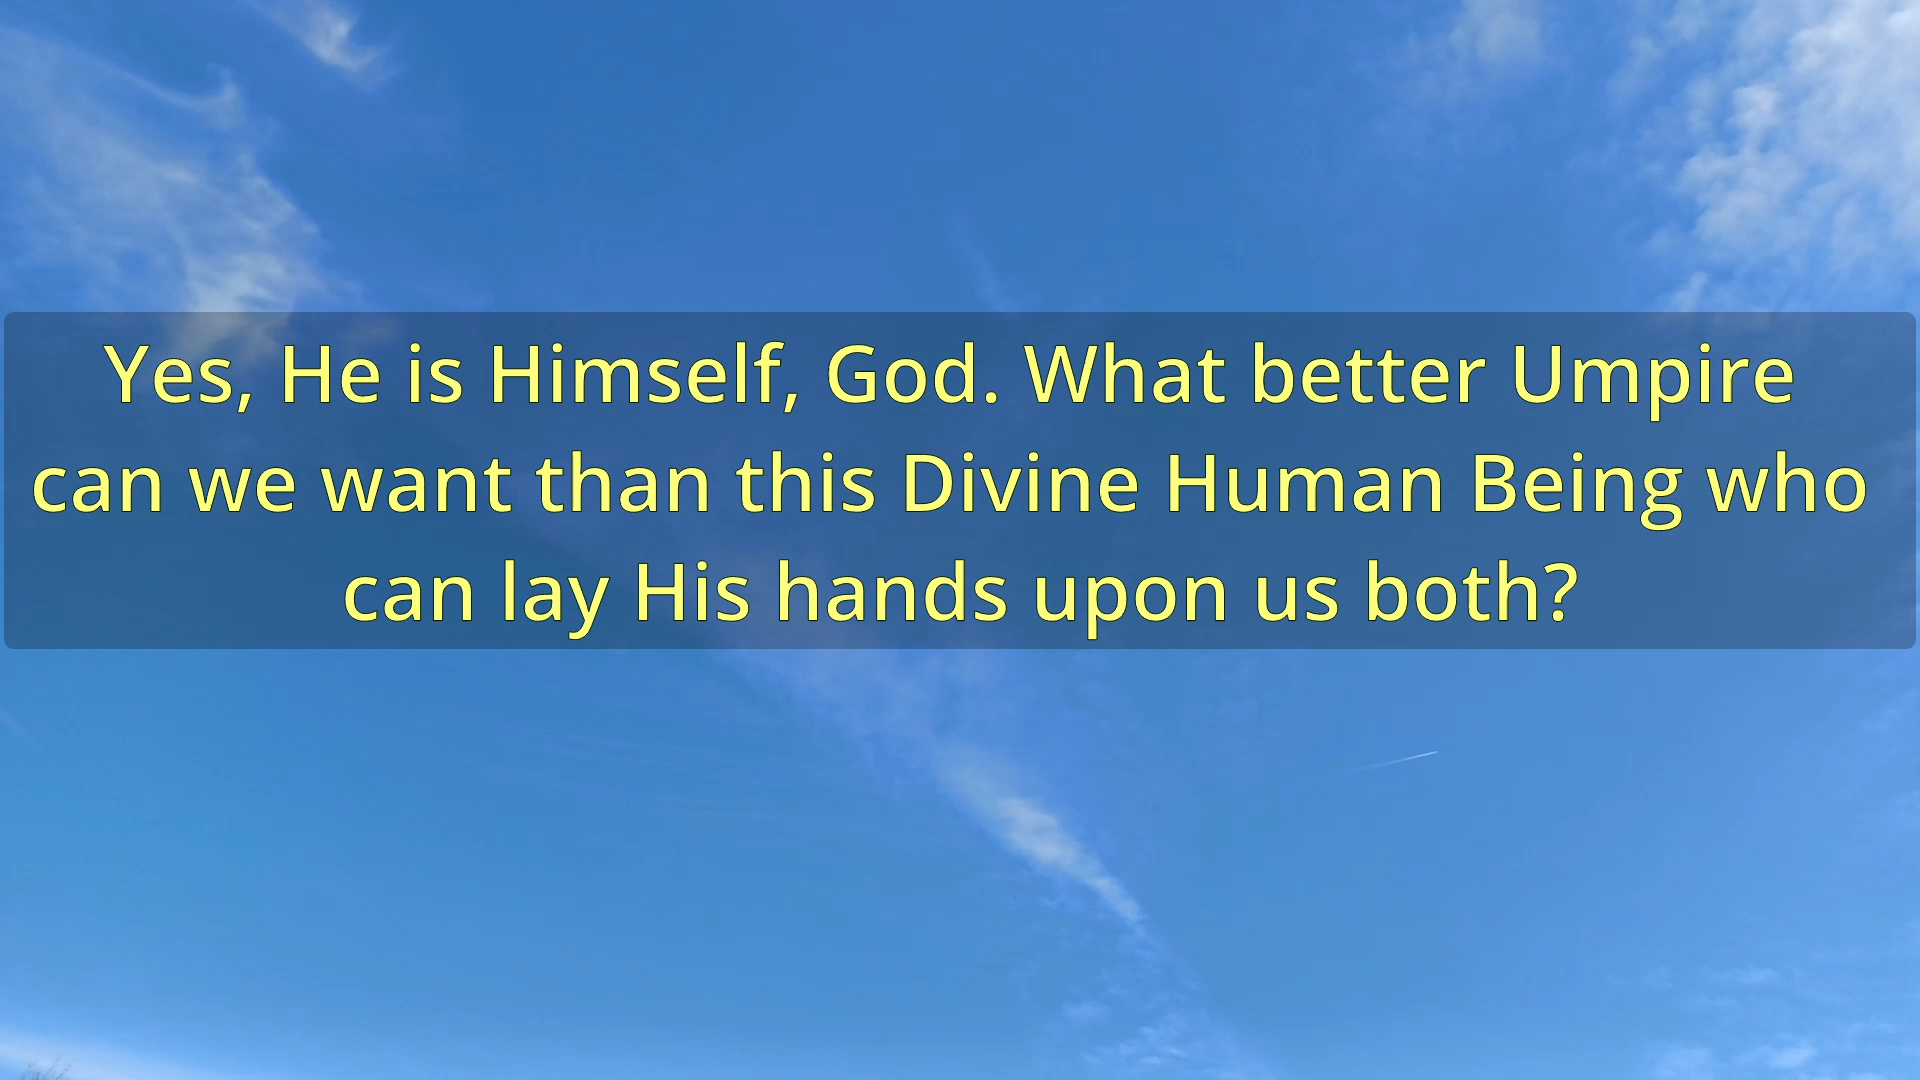 Yes, He is Himself, God. What better Umpire
can we want than this Divine Human Being who
can lay His hands upon us both?